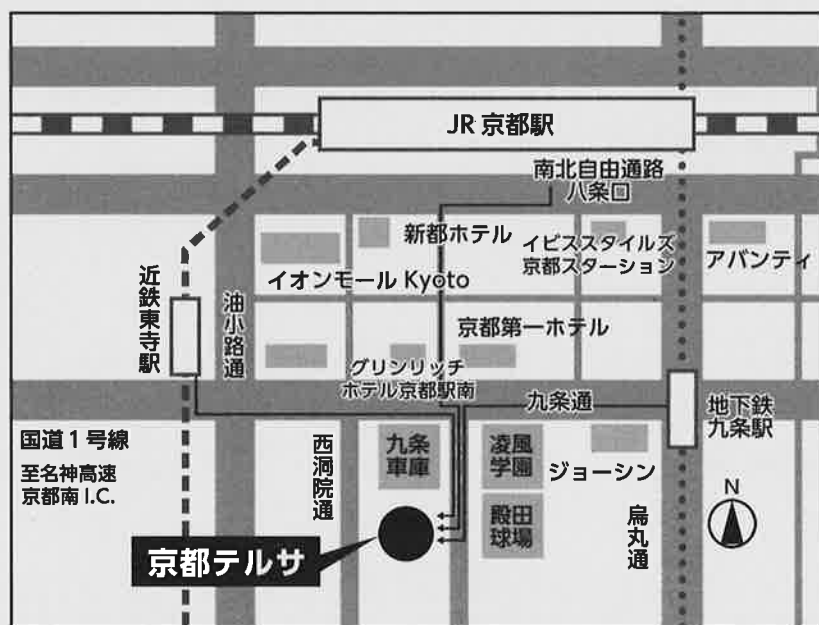 JR 京都駅
南北自由通路
八条口
新都ホテル
イビススタイルズ
京都スターション
アバンティ
イオンモール Kyoto
近鉄東寺駅
油小路通
京都第一ホテル
グリンリッチ
ホテル京都駅南
九条通
地下鉄
九条駅
国道1号線
至名神高速
京都南 I.C.
西洞院通
九条
車庫
凌風
学園
ジョーシン
殿田
球場
烏丸通
N
京都テルサ